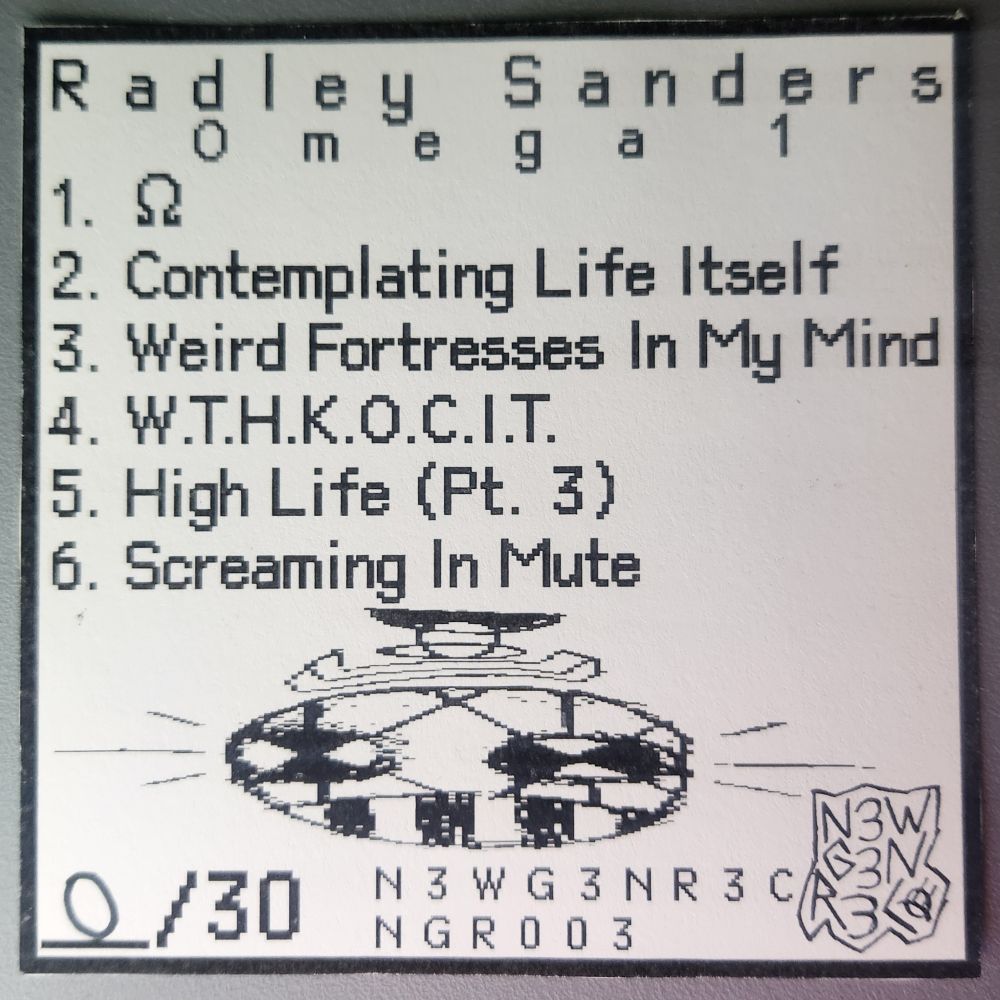 Radley Sanders
Omega 1
1. Ω
2. Contemplating Life Itself
3. Weird Fortresses In My Mind
4. W.T.H.K.O.C.I.T.
5. High Life (Pt. 3)
6. Screaming In Mute
0/30
N3WG3NR3C
NGR003
N3W
G3N
R3